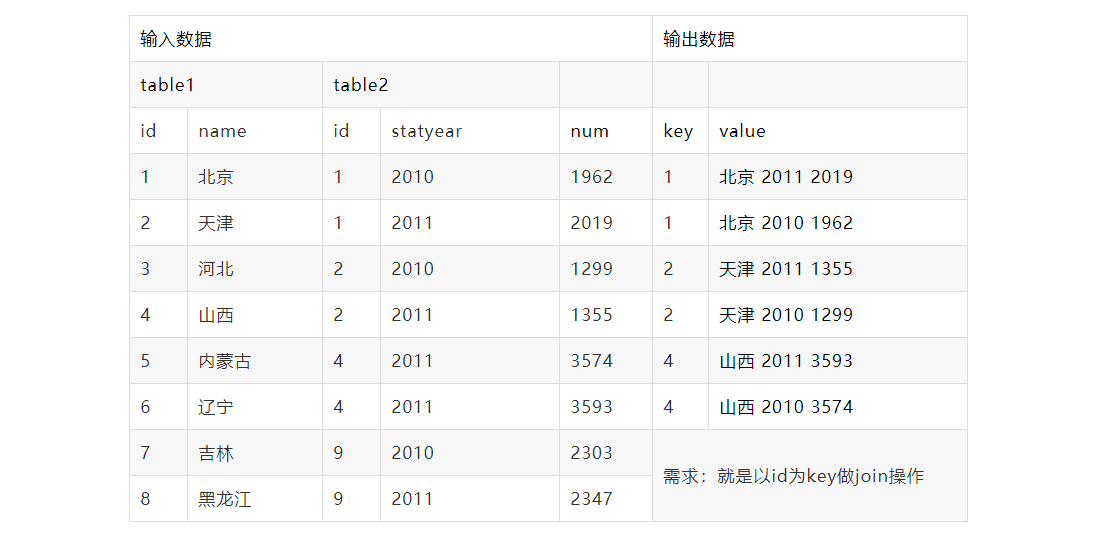 输入数据 输出数据
table1 table2
id name id statyear num key value
1 北京 1 2010 1962 1 北京 2011 2019
2 天津 1 2011 2019 1 北京 2010 1962
3 河北 2 2010 1299 2 天津 2011 1355
4 山西 2 2011 1355 2 天津 2010 1299
5 内蒙古 4 2011 3574 4 山西 2011 3593
6 辽宁 4 2011 3593 4 山西 2010 3574
7 吉林 9 2010 2303
需求：就是以id为key做join操作
8 黑龙江 9 2011 2347